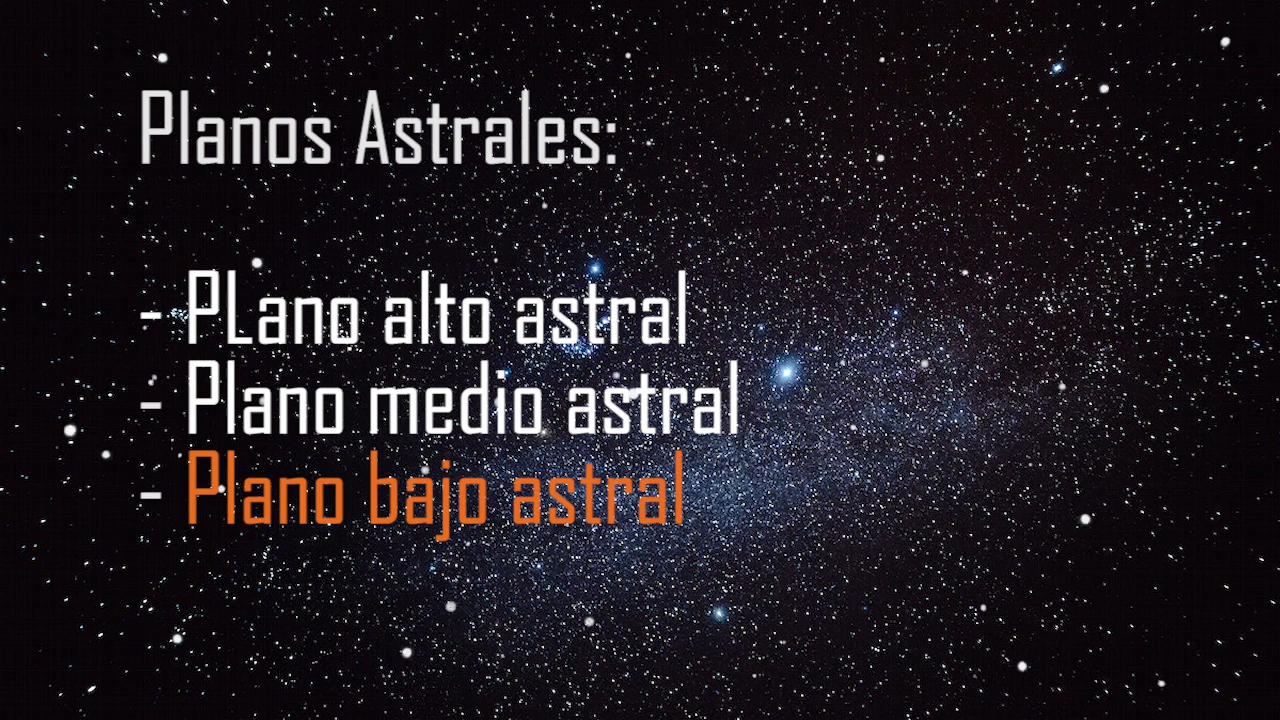 Planos Astrales:
- PLano alto astral
- Plano medio astral
- Plano bajo astral